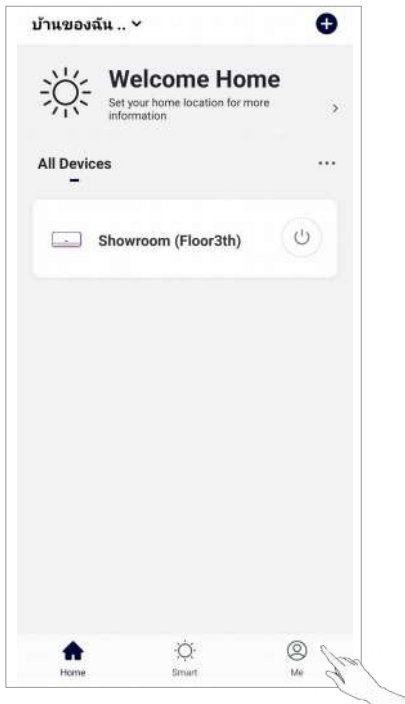 บ้านของฉัน ..
Welcome Home
Set your home location for more
information
All Devices
...
Showroom (Floor3th)
Home
Smart
Me